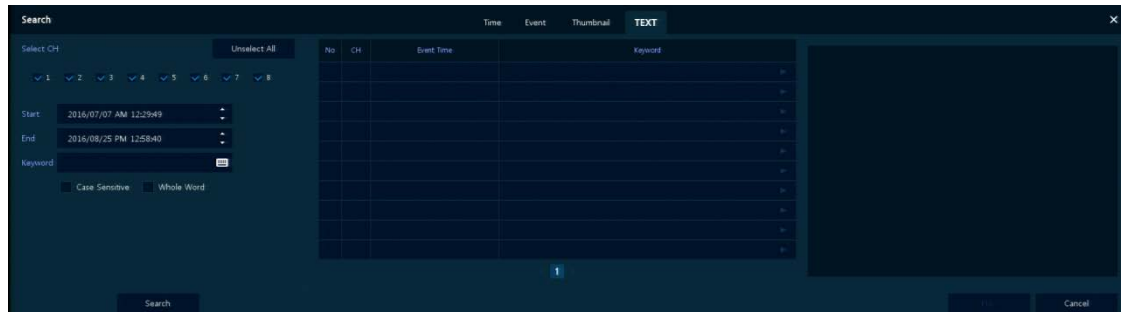 Search
Time Event Thumbnail TEXT
Select CH Unselect All
1 2 3 4 5 6 7 8
Start 2016/07/07 AM 12:29:49
End 2016/08/25 PM 12:58:40
Keyword
Case Sensitive Whole Word
Search
No CH Event Time Keyword
1
Cancel